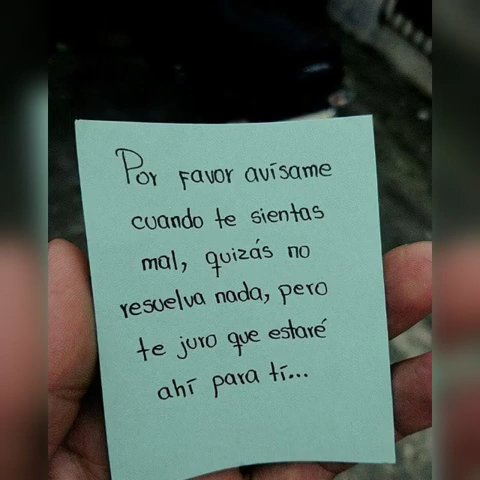 Por favor avísame
cuando te sientas
mal, quizás no
resuelva nada, pero
te juro que estaré
ahí para tí...